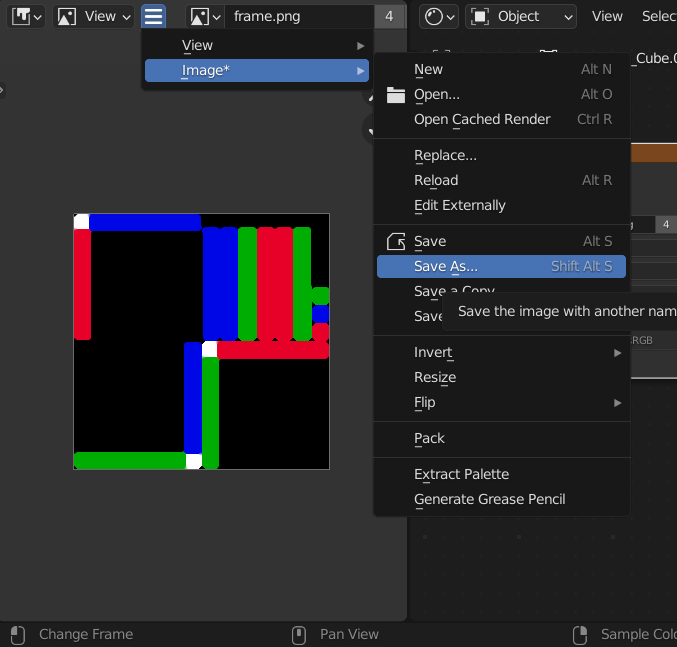 View
frame.png
4
Object
View
Selec
View
Image*
_Cube.0
New Alt N
Open... Alt O
Open Cached Render Ctrl R
Replace...
Reload Alt R
Edit Externally
4
Save Alt S
Save As... Shift Alt S
Save a Copy
Save
Save the image with another nam
RGB
Invert
Resize
Flip
Pack
Extract Palette
Generate Grease Pencil
Change Frame
Pan View
Sample Colo